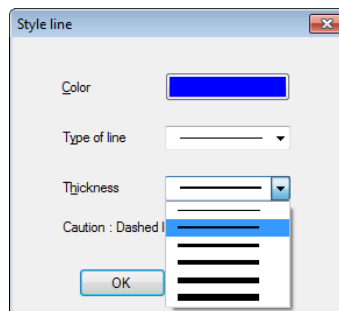 Style line
Color
Type of line
Thickness
Caution : Dashed
OK